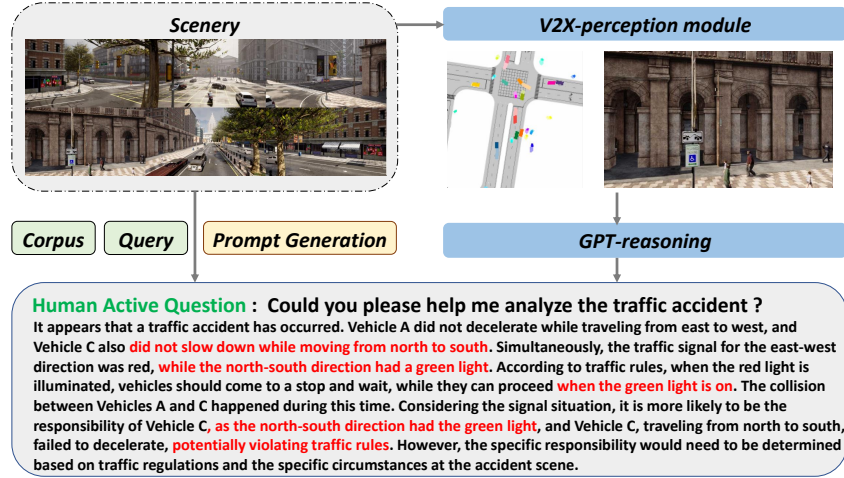 Scenery
V2X-perception module
Corpus
Query
Prompt Generation
GPT-reasoning
Human Active Question : Could you please help me analyze the traffic accident ?
It appears that a traffic accident has occurred. Vehicle A did not decelerate while traveling from east to west, and
Vehicle C also did not slow down while moving from north to south. Simultaneously, the traffic signal for the east-west
direction was red, while the north-south direction had a green light. According to traffic rules, when the red light is
illuminated, vehicles should come to a stop and wait, while they can proceed when the green light is on. The collision
between Vehicles A and C happened during this time. Considering the signal situation, it is more likely to be the
responsibility of Vehicle C, as the north-south direction had the green light, and Vehicle C, traveling from north to south,
failed to decelerate, potentially violating traffic rules. However, the specific responsibility would need to be determined
based on traffic regulations and the specific circumstances at the accident scene.